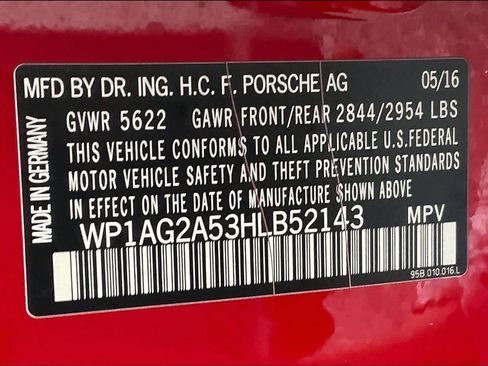 MFD BY DR. ING. H.C. F. PORSCHE AG 05/16
GVWR 5622 GAWR FRONT/REAR 2844/2954 LBS
THIS VEHICLE CONFORMS TO ALL APPLICABLE U.S.FEDERAL
MOTOR VEHICLE SAFETY AND THEFT PREVENTION STANDARDS
IN EFFECT ON THE DATE OF MANUFACTURE SHOWN ABOVE
WP1AG2A53HLB52143 MPV
95B.010.016.L
MADE IN GERMANY